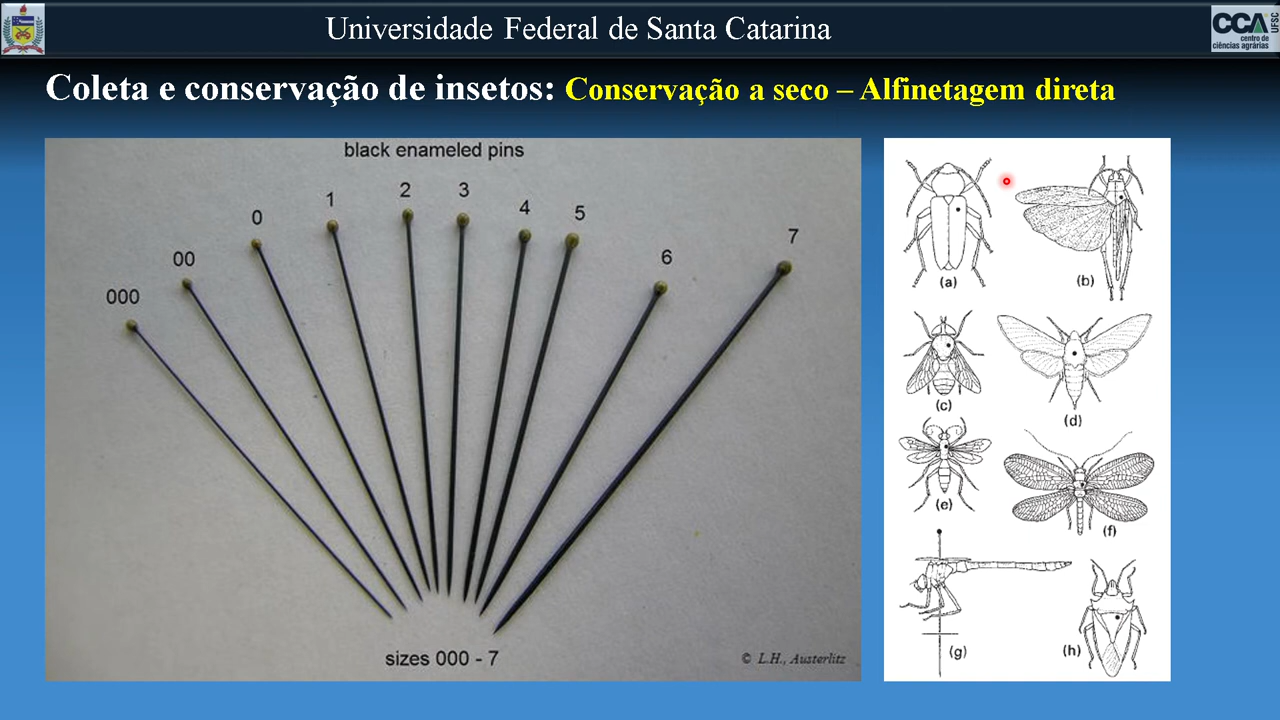 Universidade Federal de Santa Catarina
CCA UFSC
centro de
ciências agrárias
Coleta e conservação de insetos: Conservação a seco – Alfinetagem direta
black enameled pins
000
00
0
1
2
3
4
5
6
7
sizes 000 - 7
© L.H., Austerlitz
(a)
(b)
(c)
(d)
(e)
(f)
(g)
(h)